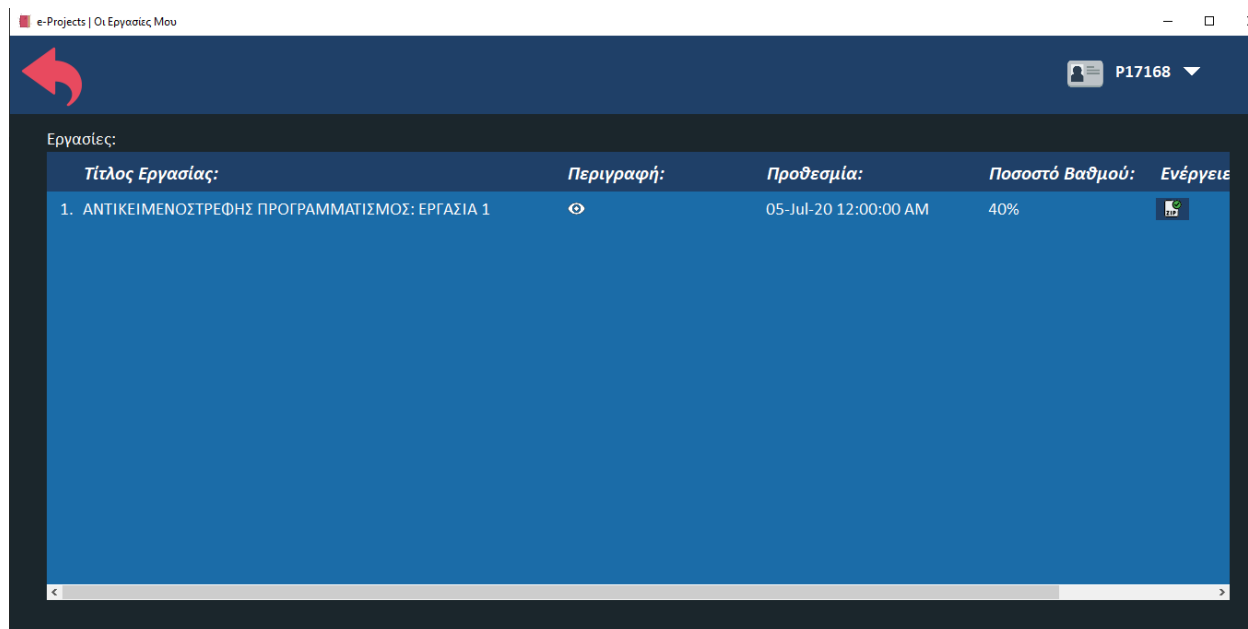 e-Projects | Οι Εργασίες Μου
P17168
Εργασίες:
Τίτλος Εργασίας: Περιγραφή: Προθεσμία: Ποσοστό Βαθμού: Ενέργειε
1. ΑΝΤΙΚΕΙΜΕΝΟΣΤΡΕΦΗΣ ΠΡΟΓΡΑΜΜΑΤΙΣΜΟΣ: ΕΡΓΑΣΙΑ 1 05-Jul-20 12:00:00 AM 40% ZIP